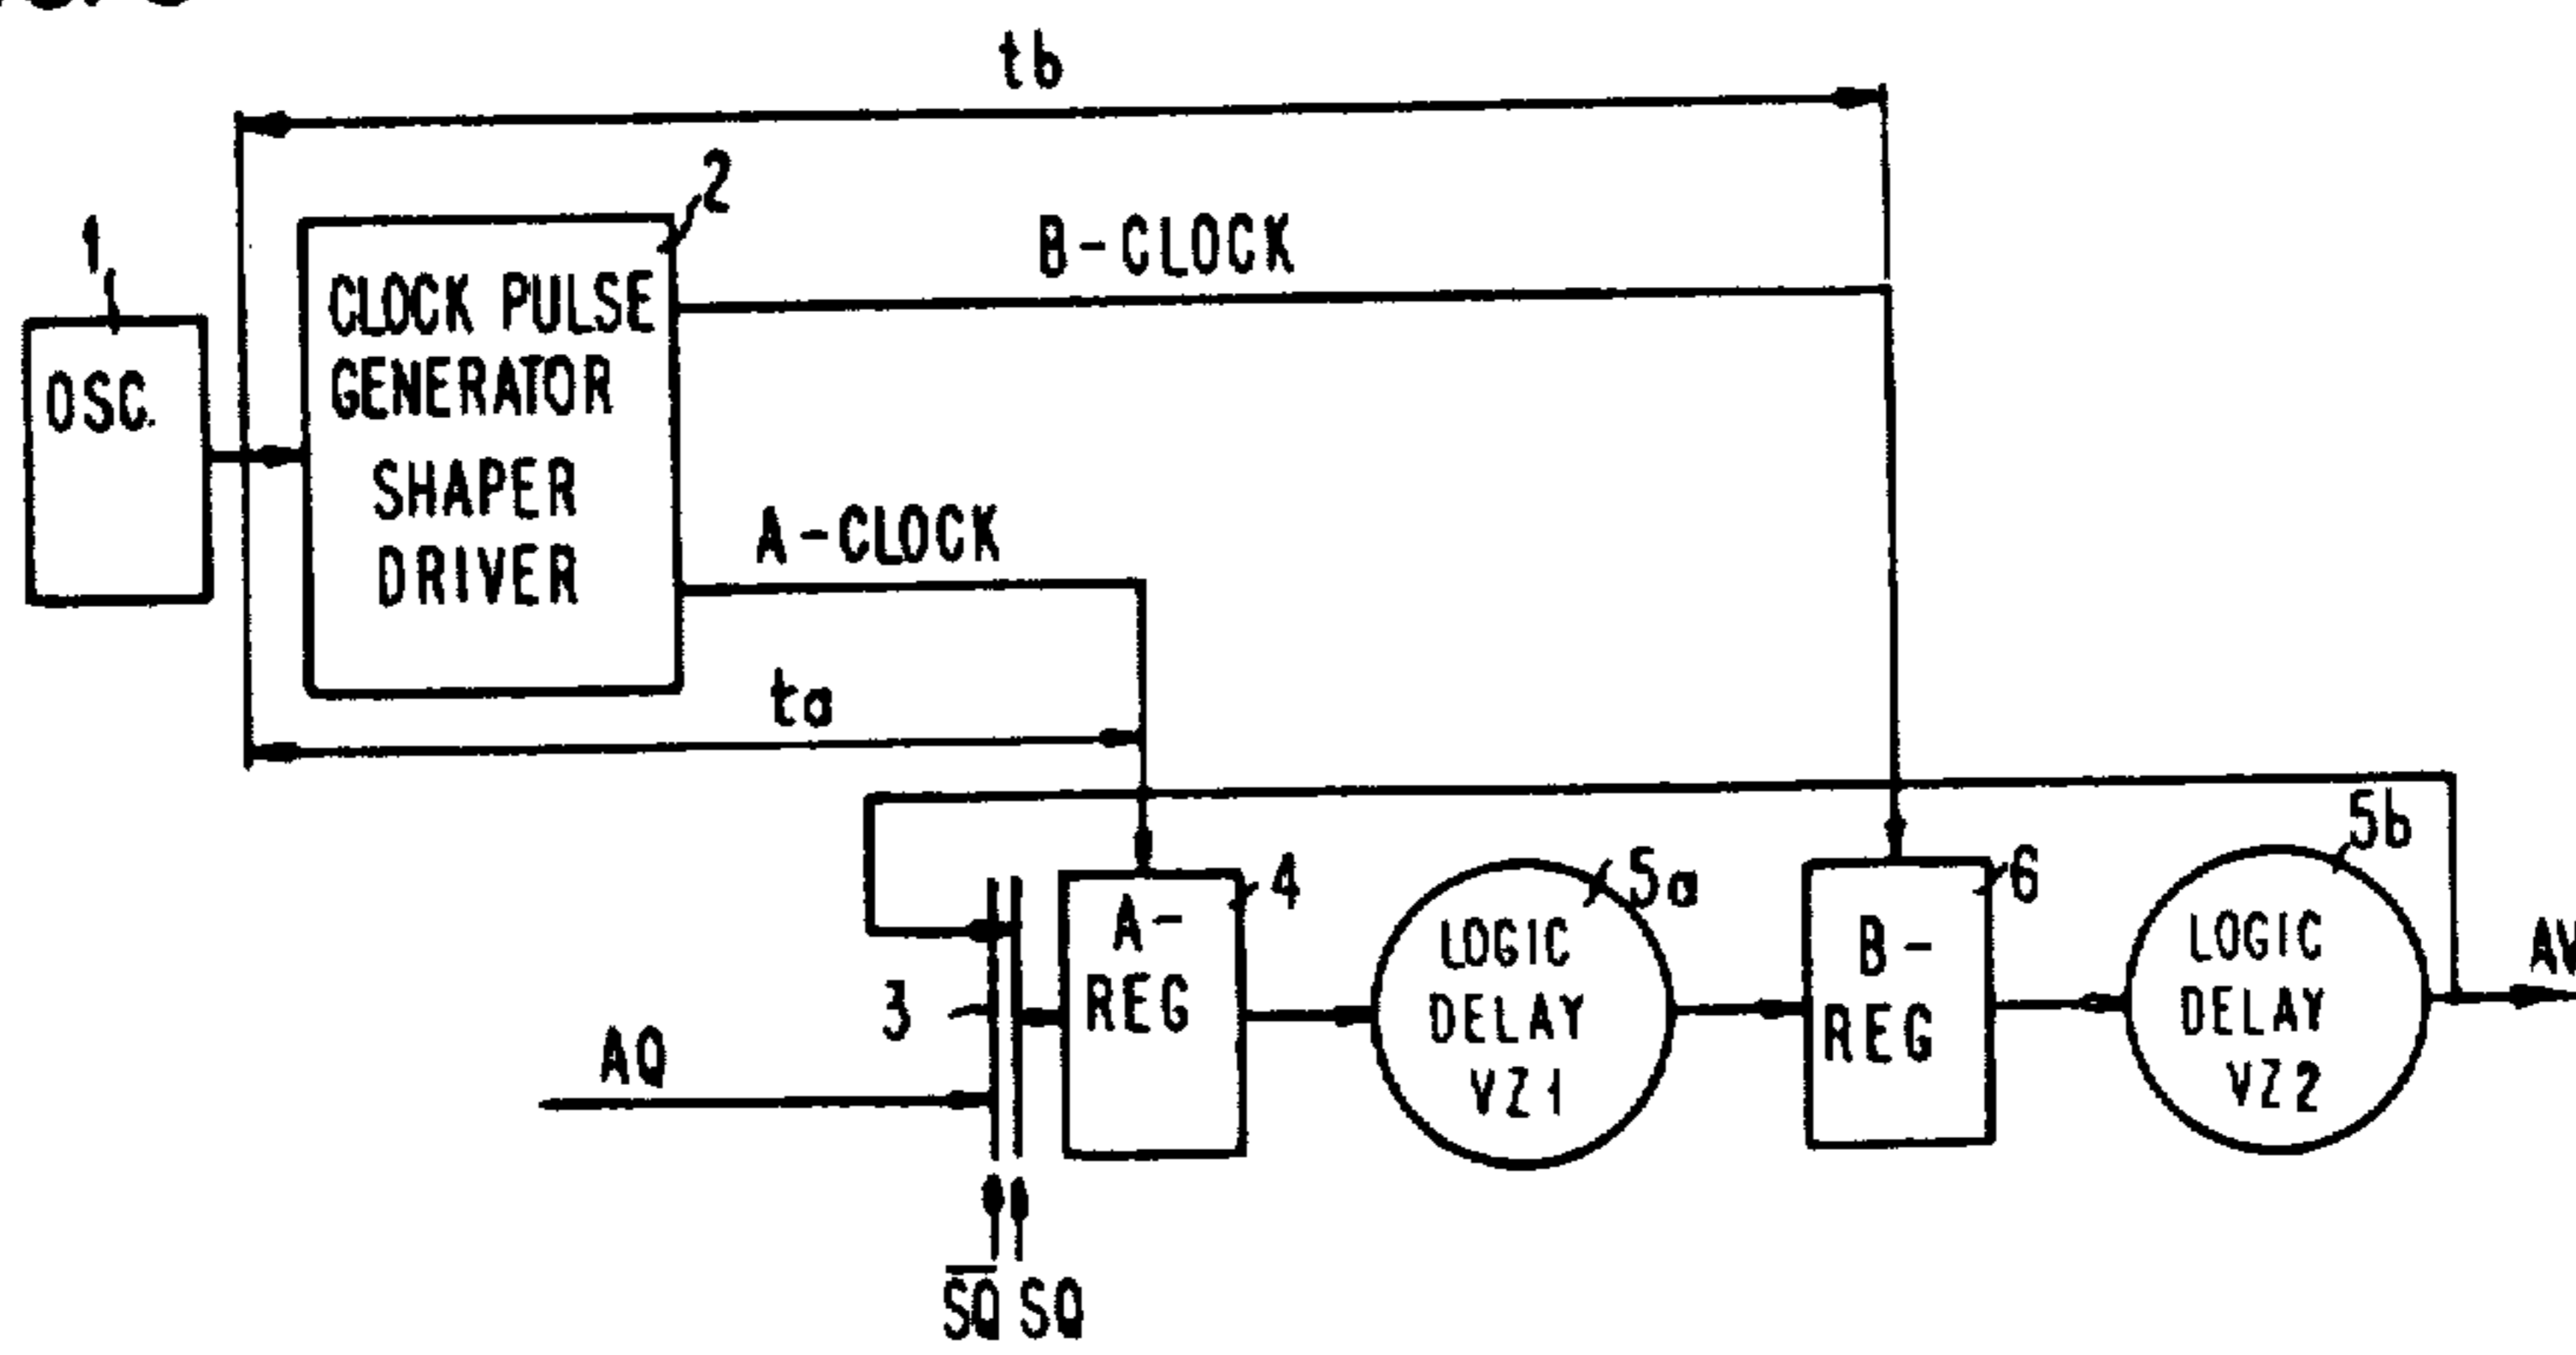 tb
2
1
B-CLOCK
CLOCK PULSE
GENERATOR
SHAPER
DRIVER
OSC.
A-CLOCK
ta
5b
4
5a
6
A-
REG
LOGIC
DELAY
VZ1
B-
REG
LOGIC
DELAY
VZ2
3
AQ
S̅Q̅ SQ